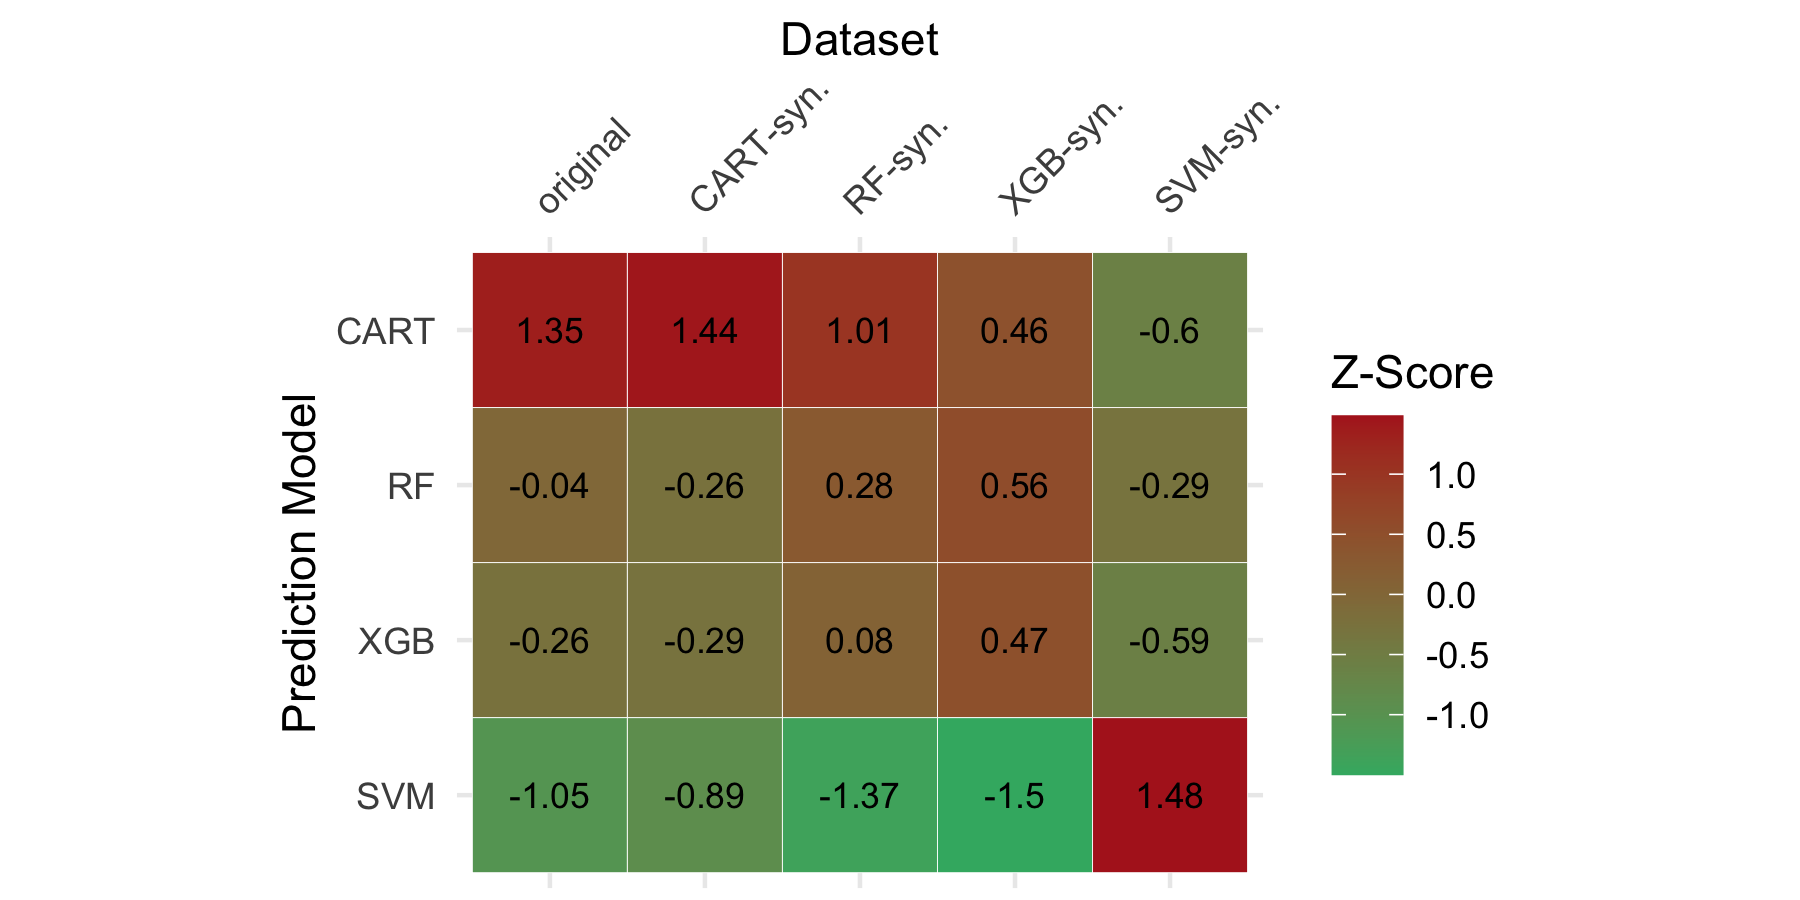 Dataset
original CART-syn. RF-syn. XGB-syn. SVM-syn.
Prediction Model
CART 1.35 1.44 1.01 0.46 -0.6
RF -0.04 -0.26 0.28 0.56 -0.29
XGB -0.26 -0.29 0.08 0.47 -0.59
SVM -1.05 -0.89 -1.37 -1.5 1.48
Z-Score
1.0
0.5
0.0
-0.5
-1.0